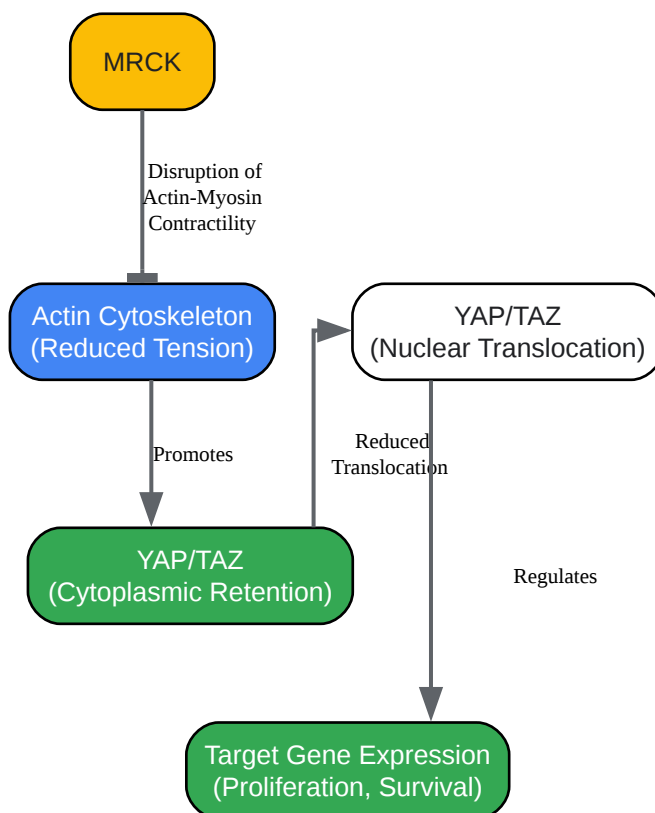 MRCK
Disruption of
Actin-Myosin
Contractility
Actin Cytoskeleton
(Reduced Tension)
YAP/TAZ
(Nuclear Translocation)
Promotes
Reduced
Translocation
YAP/TAZ
(Cytoplasmic Retention)
Regulates
Target Gene Expression
(Proliferation, Survival)